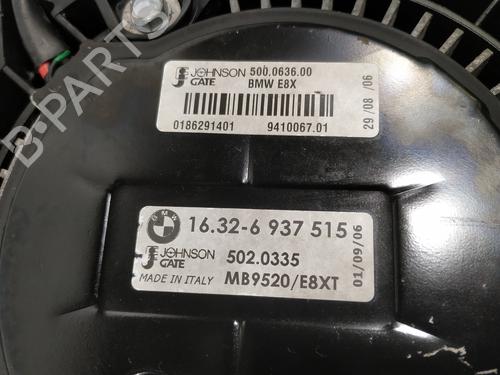 B-PARTS
JOHNSON GATE
500.0636.00
BMW E8X
0186291401
9410067.01
29/08/06
BMW
16.32-6 937 515
JOHNSON GATE
502.0335
MADE IN ITALY
MB9520/E8XT
01/09/06